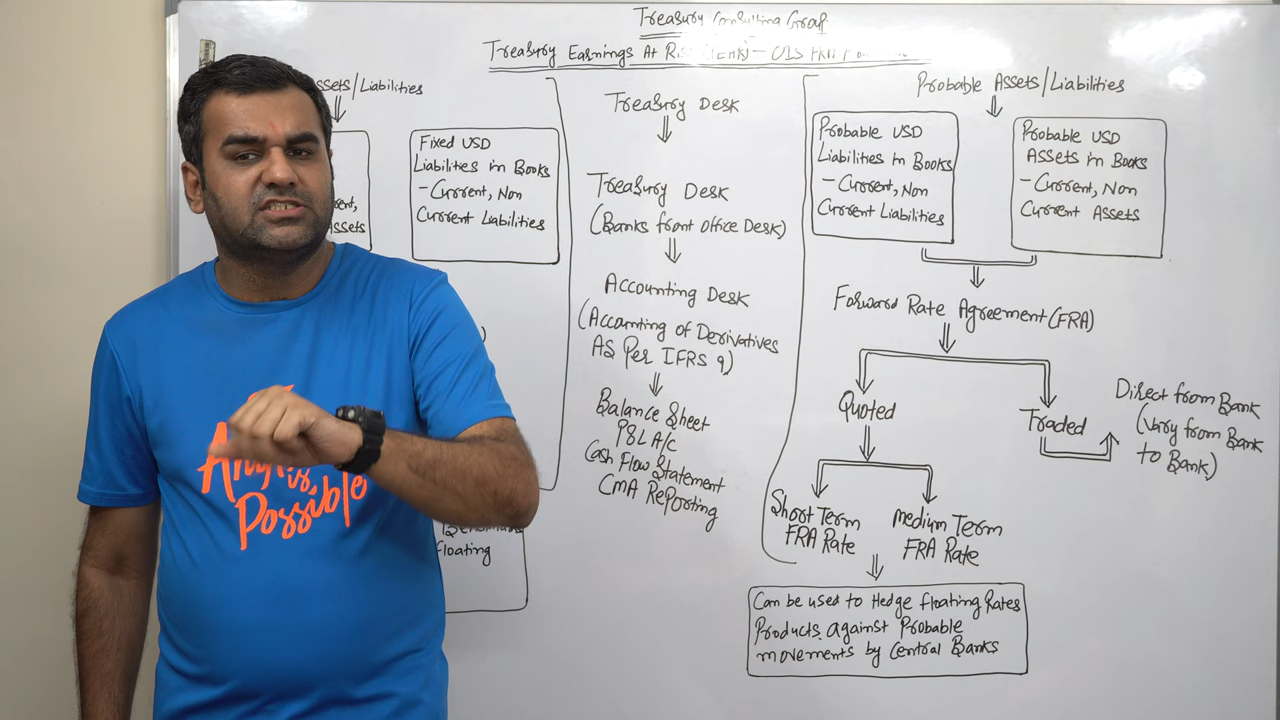 Treasury Consulting Group
Treasury Earnings At
Assets/Liabilities
Assets
Fixed USD
Liabilities in Books
- Current, Non
Current Liabilities
Floating
Treasury Desk
Treasury Desk
(Banks front office Desk)
Accounting Desk
(Accounting of Derivatives
AS Per IFRS 9)
Balance Sheet
P&L A/C
Cash Flow Statement
CMA Reporting
Probable Assets/Liabilities
Probable USD
Liabilities in Books
- Current, Non
Current Liabilities
Probable USD
Assets in Books
- Current, Non
Current Assets
Forward Rate Agreement (FRA)
Quoted
Traded
Direct from Bank
(Vary from Bank
to Bank)
Short Term
FRA Rate
Medium Term
FRA Rate
Can be used to Hedge floating Rates
Products Against Probable
movements by Central Banks
Anything
is
Possible